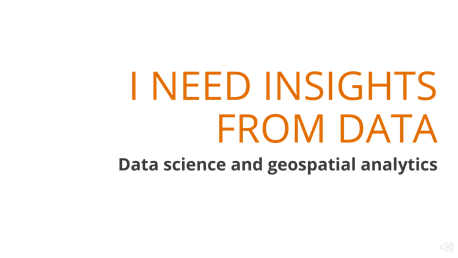 I NEED INSIGHTS
FROM DATA
Data science and geospatial analytics